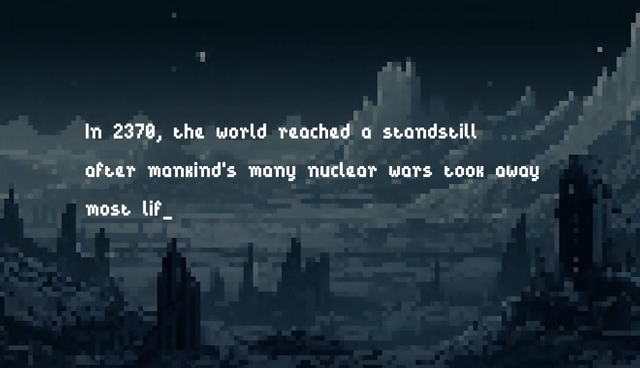 In 2370, the world reached a standstill
after mankind's many nuclear wars took away
most lif_